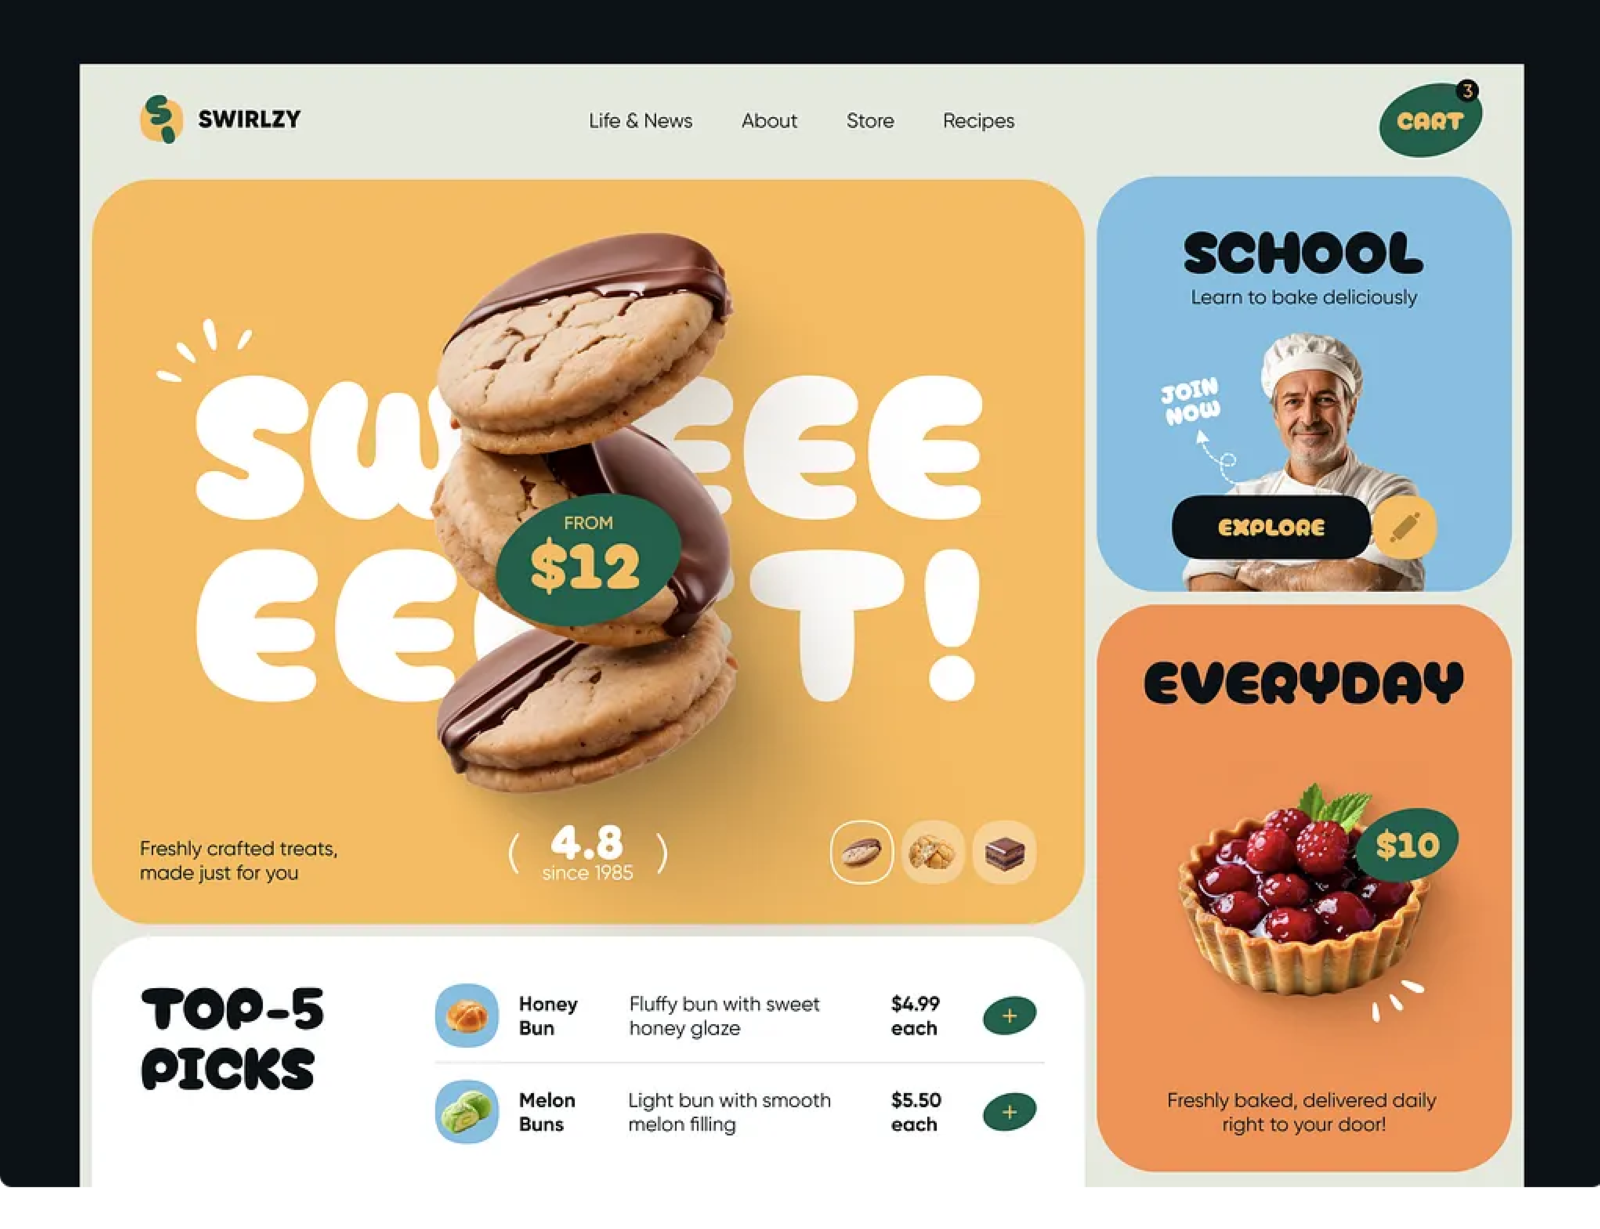 SWIRLZY
Life & News
About
Store
Recipes
3
CART
SW EEE
EE T!
FROM
$12
Freshly crafted treats,
made just for you
4.8
since 1985
SCHOOL
Learn to bake deliciously
JOIN
NOW
EXPLORE
EVERYDAY
$10
Freshly baked, delivered daily
right to your door!
TOP-5
PICKS
Honey
Bun
Fluffy bun with sweet
honey glaze
$4.99
each
+
Melon
Buns
Light bun with smooth
melon filling
$5.50
each
+